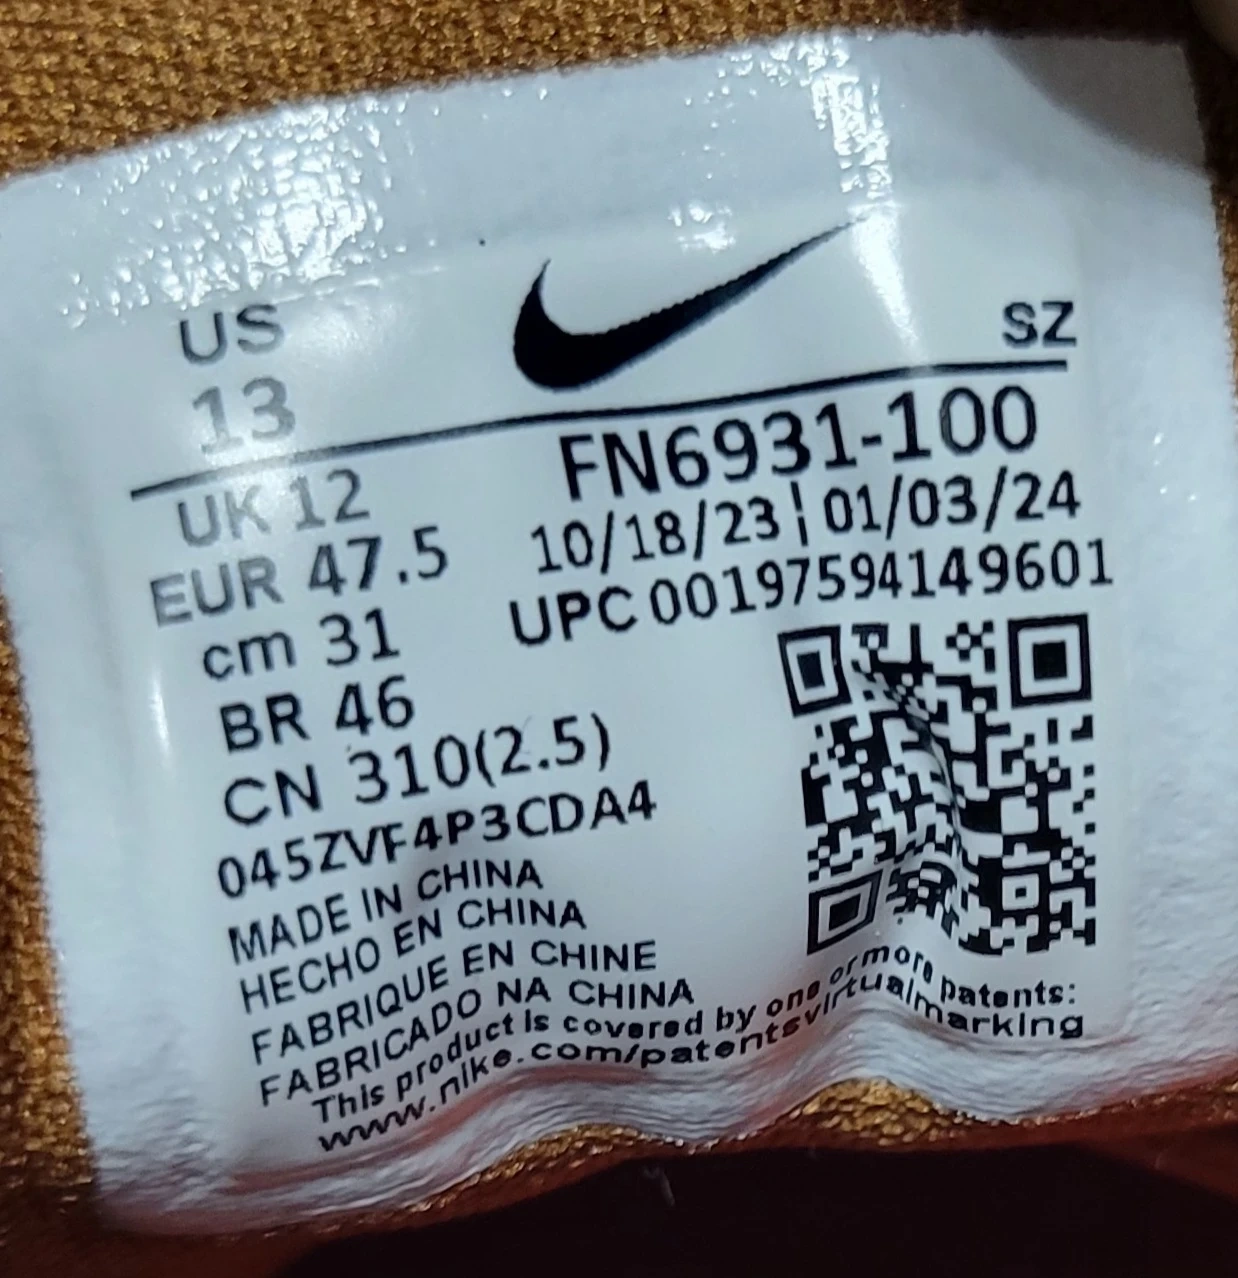 US
13
SZ
FN6931-100
UK 12
10/18/23 | 01/03/24
EUR 47.5
UPC 00197594149601
cm 31
BR 46
CN 310(2.5)
045ZVF4P3CDA4
MADE IN CHINA
HECHO EN CHINA
FABRIQUE EN CHINE
FABRICADO NA CHINA
This product is covered by one or more patents:
www.nike.com/patentsvirtualmarking